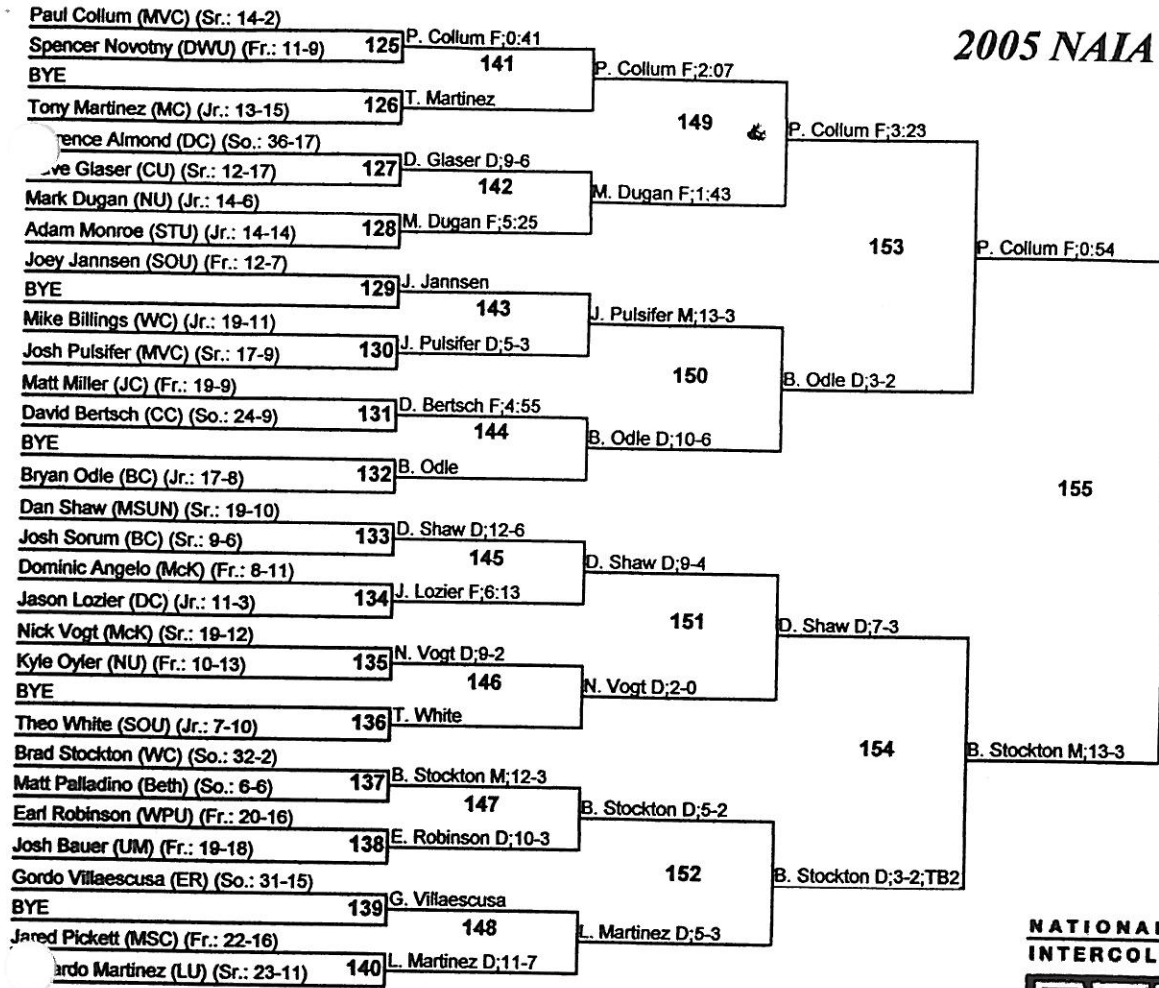 2005 NAIA
Paul Collum (MVC) (Sr.: 14-2)
Spencer Novotny (DWU) (Fr.: 11-9) 125
BYE
Tony Martinez (MC) (Jr.: 13-15) 126
rence Almond (DC) (So.: 36-17)
ve Glaser (CU) (Sr.: 12-17) 127
Mark Dugan (NU) (Jr.: 14-6)
Adam Monroe (STU) (Jr.: 14-14) 128
Joey Jannsen (SOU) (Fr.: 12-7)
BYE 129
Mike Billings (WC) (Jr.: 19-11)
Josh Pulsifer (MVC) (Sr.: 17-9) 130
Matt Miller (JC) (Fr.: 19-9)
David Bertsch (CC) (So.: 24-9) 131
BYE
Bryan Odle (BC) (Jr.: 17-8) 132
Dan Shaw (MSUN) (Sr.: 19-10)
Josh Sorum (BC) (Sr.: 9-6) 133
Dominic Angelo (McK) (Fr.: 8-11)
Jason Lozier (DC) (Jr.: 11-3) 134
Nick Vogt (McK) (Sr.: 19-12)
Kyle Oyler (NU) (Fr.: 10-13) 135
BYE
Theo White (SOU) (Jr.: 7-10) 136
Brad Stockton (WC) (So.: 32-2)
Matt Palladino (Beth) (So.: 6-6) 137
Earl Robinson (WPU) (Fr.: 20-16)
Josh Bauer (UM) (Fr.: 19-18) 138
Gordo Villaescusa (ER) (So.: 31-15)
BYE 139
Jared Pickett (MSC) (Fr.: 22-16)
ardo Martinez (LU) (Sr.: 23-11) 140
P. Collum F;0:41
141
T. Martinez
D. Glaser D;9-6
142
M. Dugan F;5:25
J. Jannsen
143
J. Pulsifer D;5-3
D. Bertsch F;4:55
144
B. Odle
D. Shaw D;12-6
145
J. Lozier F;6:13
N. Vogt D;9-2
146
T. White
B. Stockton M;12-3
147
E. Robinson D;10-3
G. Villaescusa
148
L. Martinez D;11-7
P. Collum F;2:07
149
M. Dugan F;1:43
J. Pulsifer M;13-3
150
B. Odle D;10-6
D. Shaw D;9-4
151
N. Vogt D;2-0
B. Stockton D;5-2
152
L. Martinez D;5-3
P. Collum F;3:23
153
B. Odle D;3-2
D. Shaw D;7-3
154
B. Stockton D;3-2;TB2
P. Collum F;0:54
155
B. Stockton M;13-3
NATIONAL
INTERCOL